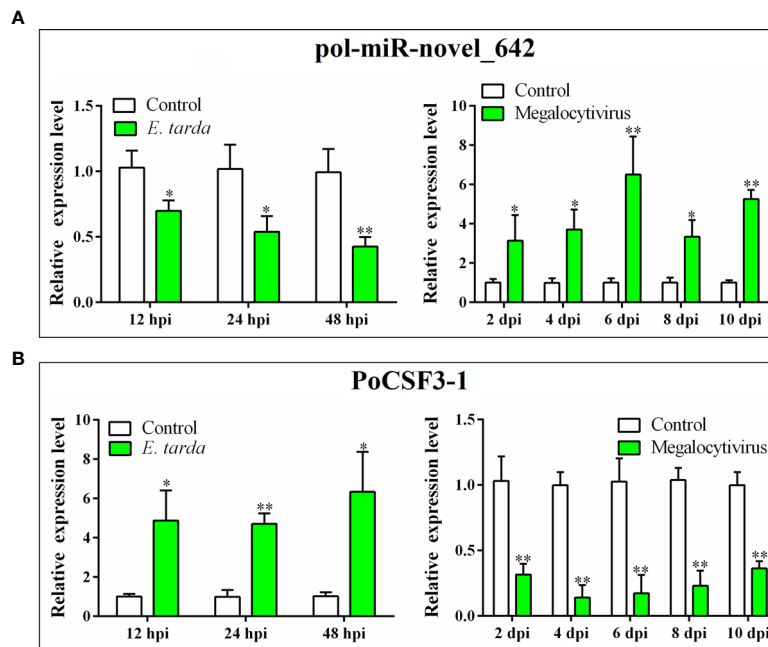 A
pol-miR-novel_642
Control
E. tarda
Relative expression level
1.5
1.0
0.5
0.0
*
*
**
12 hpi 24 hpi 48 hpi
Control
Megalocytivirus
Relative expression level
10
8
6
4
2
0
*
*
**
*
**
2 dpi 4 dpi 6 dpi 8 dpi 10 dpi
B
PoCSF3-1
Control
E. tarda
Relative expression level
10
8
6
4
2
0
*
**
*
12 hpi 24 hpi 48 hpi
Control
Megalocytivirus
Relative expression level
1.5
1.0
0.5
0.0
**
**
**
**
**
2 dpi 4 dpi 6 dpi 8 dpi 10 dpi